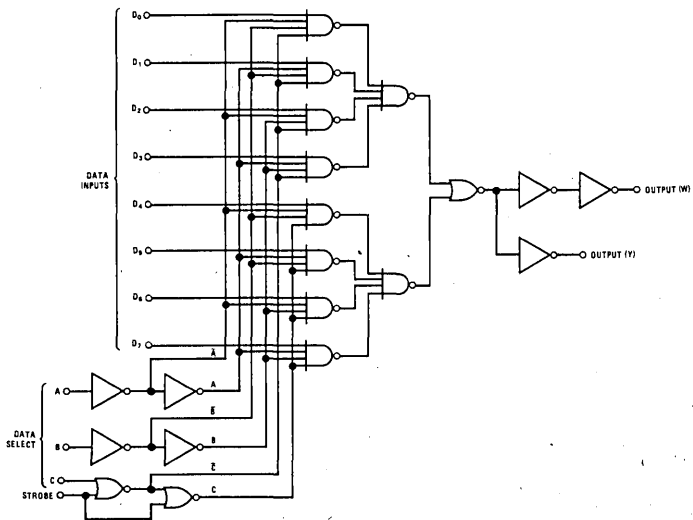 D0
D1
D2
D3
DATA
INPUTS
D4
D5
D6
D7
OUTPUT (W)
OUTPUT (Y)
A̅
A
A
B̅
DATA
SELECT
B
B
C̅
C
C
STROBE